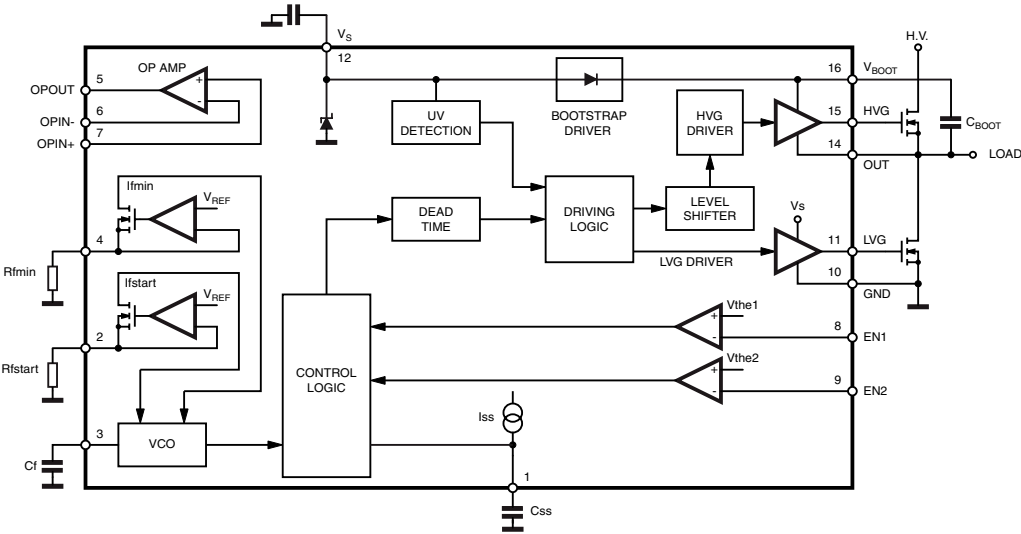 VS
12
H.V.
OP AMP
5
OPOUT
6
OPIN-
7
OPIN+
+
-
UV
DETECTION
BOOTSTRAP
DRIVER
HVG
DRIVER
16
VBOOT
15
HVG
14
OUT
CBOOT
LOAD
Ifmin
VREF
4
Rfmin
DEAD
TIME
DRIVING
LOGIC
LEVEL
SHIFTER
Vs
11
LVG
LVG DRIVER
10
GND
Ifstart
VREF
2
Rfstart
CONTROL
LOGIC
Vthe1
+
-
8
EN1
Vthe2
+
-
9
EN2
Iss
3
VCO
Cf
1
Css